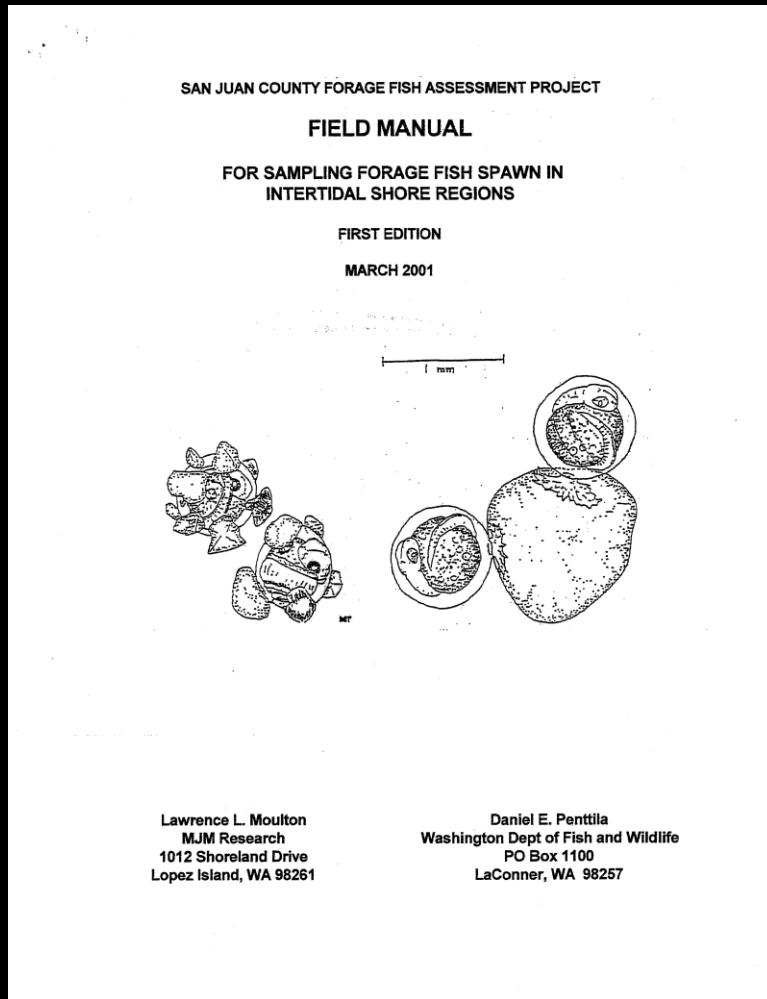 SAN JUAN COUNTY FORAGE FISH ASSESSMENT PROJECT
FIELD MANUAL
FOR SAMPLING FORAGE FISH SPAWN IN
INTERTIDAL SHORE REGIONS
FIRST EDITION
MARCH 2001
1 mm
MT
Lawrence L. Moulton
MJM Research
1012 Shoreland Drive
Lopez Island, WA 98261
Daniel E. Penttila
Washington Dept of Fish and Wildlife
PO Box 1100
LaConner, WA 98257